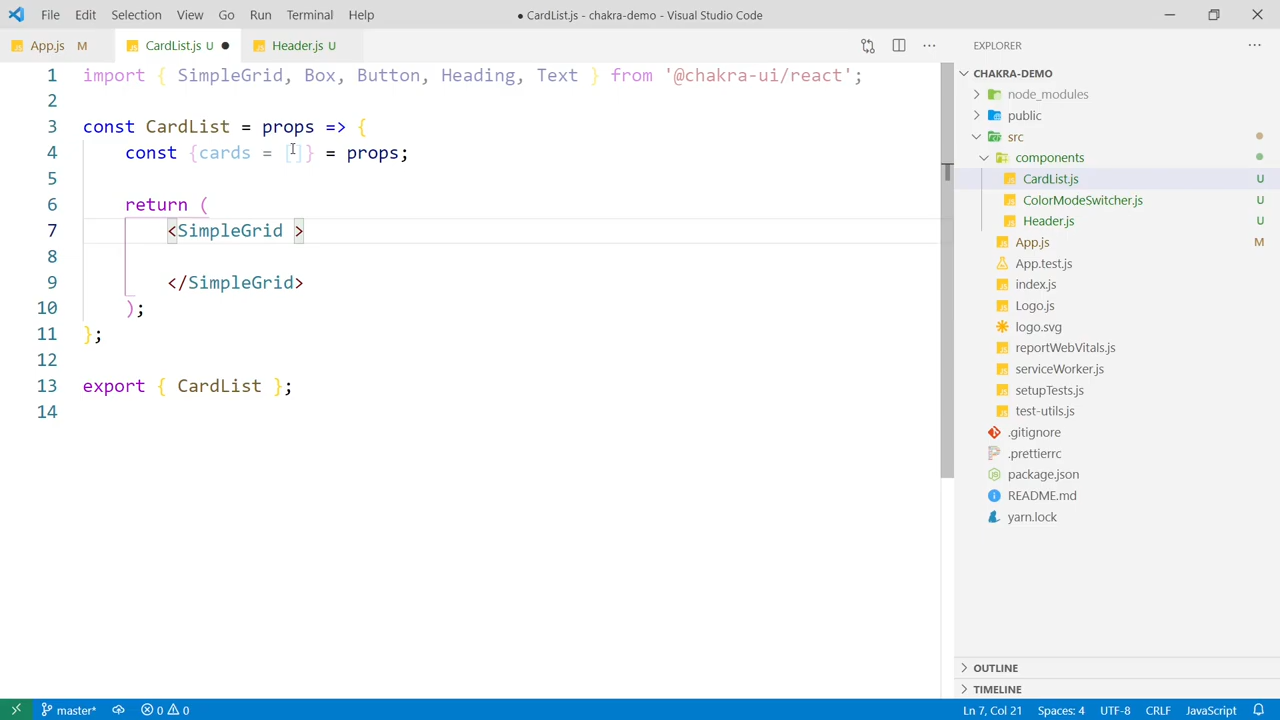 File Edit Selection View Go Run Terminal Help
● CardList.js - chakra-demo - Visual Studio Code
App.js M
CardList.js U ●
Header.js U
1 import { SimpleGrid, Box, Button, Heading, Text } from '@chakra-ui/react';
2
3 const CardList = props => {
4 const {cards = []} = props;
5
6 return (
7 <SimpleGrid >
8
9 </SimpleGrid>
10 );
11 };
12
13 export { CardList };
14
EXPLORER
CHAKRA-DEMO
node_modules
public
src
components
CardList.js U
ColorModeSwitcher.js U
Header.js U
App.js M
App.test.js
index.js
Logo.js
logo.svg
reportWebVitals.js
serviceWorker.js
setupTests.js
test-utils.js
.gitignore
.prettierrc
package.json
README.md
yarn.lock
OUTLINE
TIMELINE
master* 0 0
Ln 7, Col 21 Spaces: 4 UTF-8 CRLF JavaScript